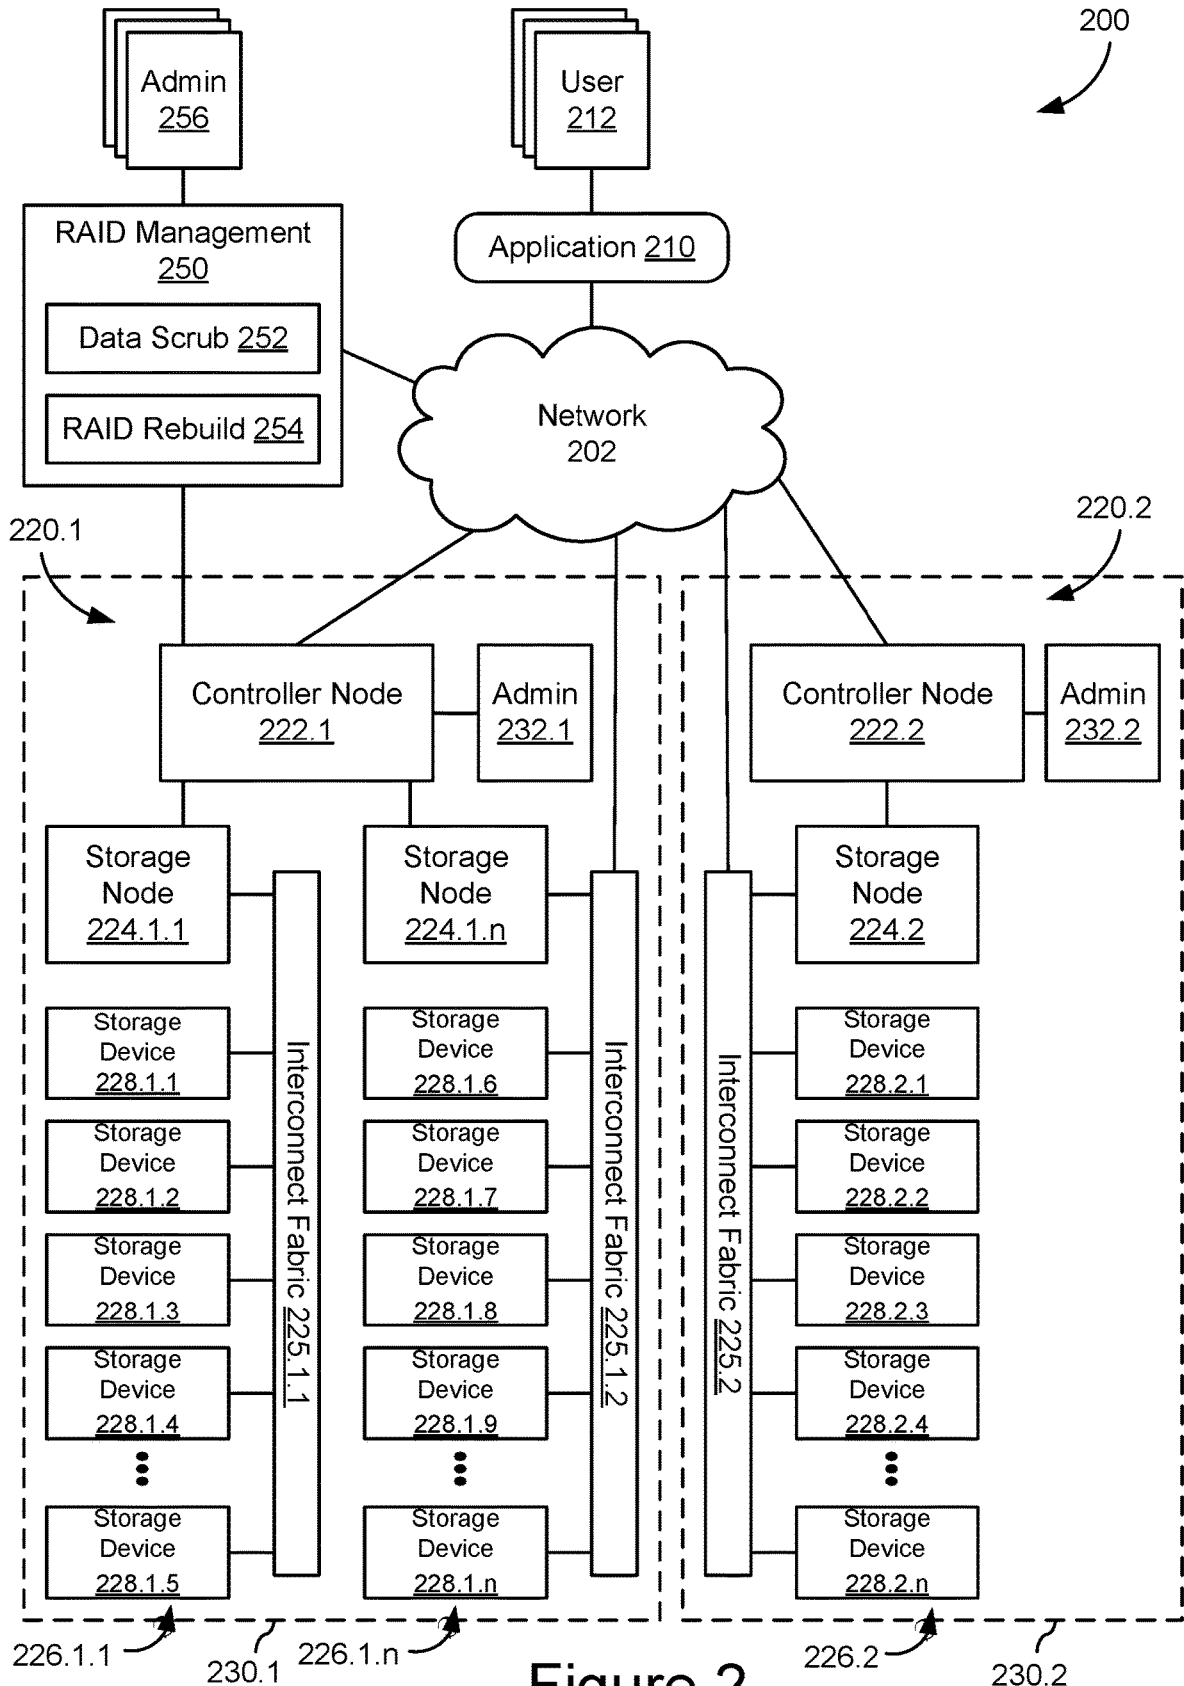 200
Admin
256
User
212
RAID Management
250
Application 210
Data Scrub 252
RAID Rebuild 254
Network
202
220.1
220.2
Controller Node
222.1
Admin
232.1
Controller Node
222.2
Admin
232.2
Storage
Node
224.1.1
Storage
Node
224.1.n
Storage
Node
224.2
Storage
Device
228.1.1
Storage
Device
228.1.2
Storage
Device
228.1.3
Storage
Device
228.1.4
Storage
Device
228.1.5
Interconnect Fabric 225.1.1
Storage
Device
228.1.6
Storage
Device
228.1.7
Storage
Device
228.1.8
Storage
Device
228.1.9
Storage
Device
228.1.n
Interconnect Fabric 225.1.2
Interconnect Fabric 225.2
Storage
Device
228.2.1
Storage
Device
228.2.2
Storage
Device
228.2.3
Storage
Device
228.2.4
Storage
Device
228.2.n
226.1.1
230.1
226.1.n
226.2
230.2
Figure 2